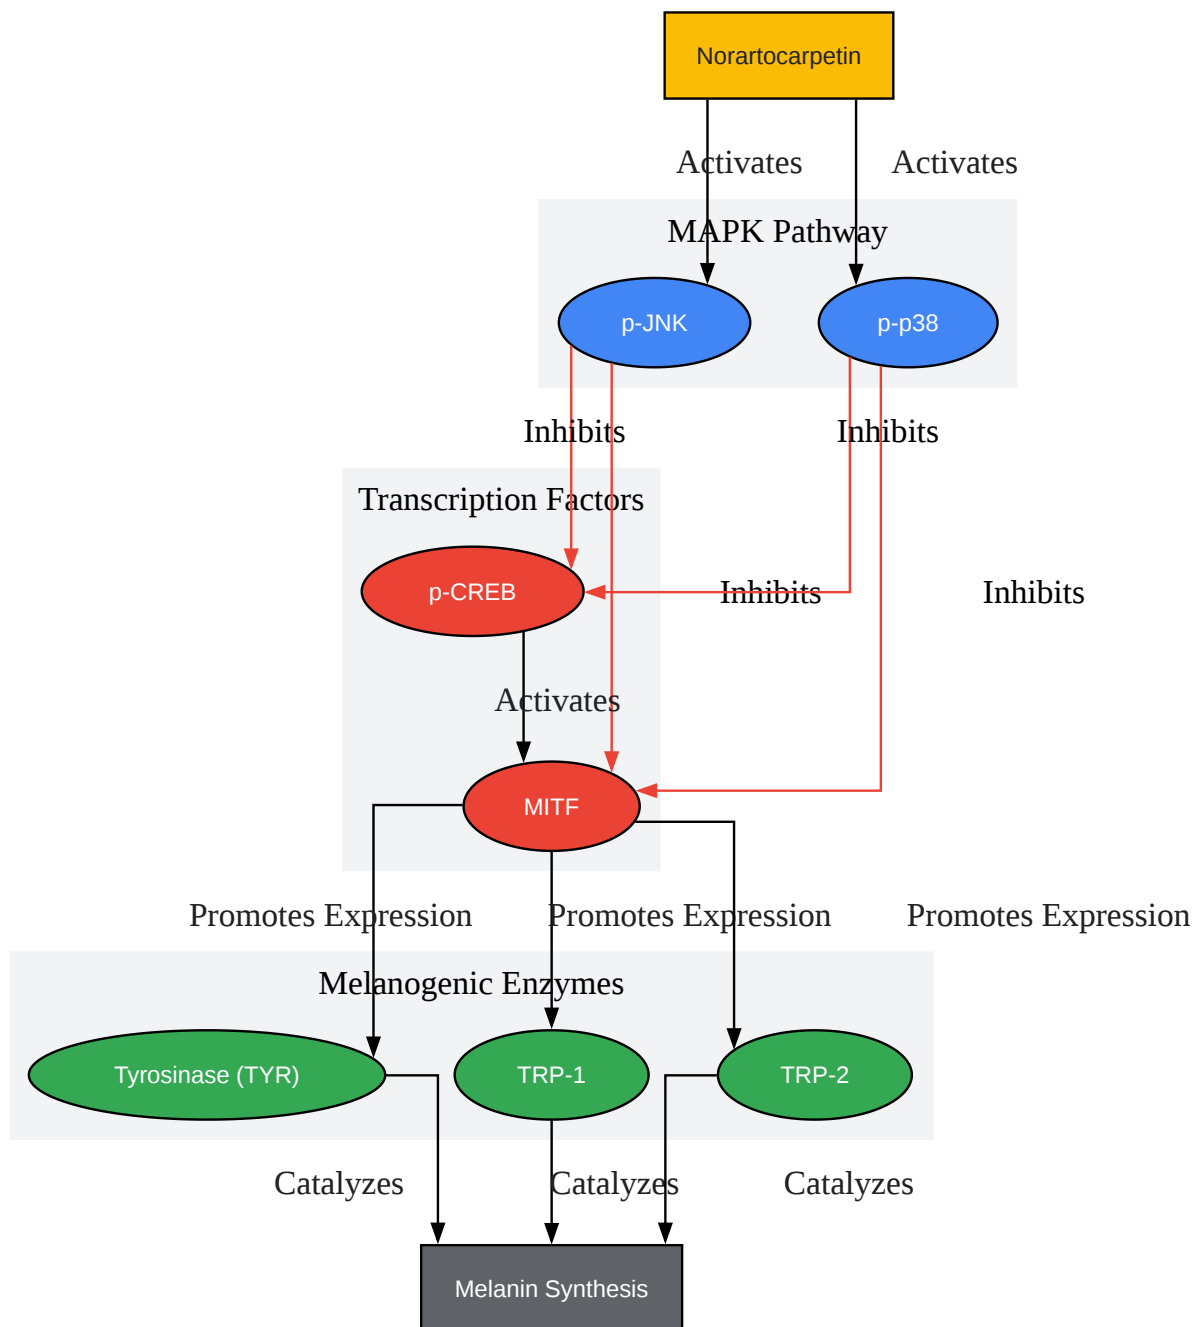 Norartocarpetin
Activates
Activates
MAPK Pathway
p-JNK
p-p38
Inhibits
Inhibits
Transcription Factors
p-CREB
Inhibits
Inhibits
Activates
MITF
Promotes Expression
Promotes Expression
Promotes Expression
Melanogenic Enzymes
Tyrosinase (TYR)
TRP-1
TRP-2
Catalyzes
Catalyzes
Catalyzes
Melanin Synthesis